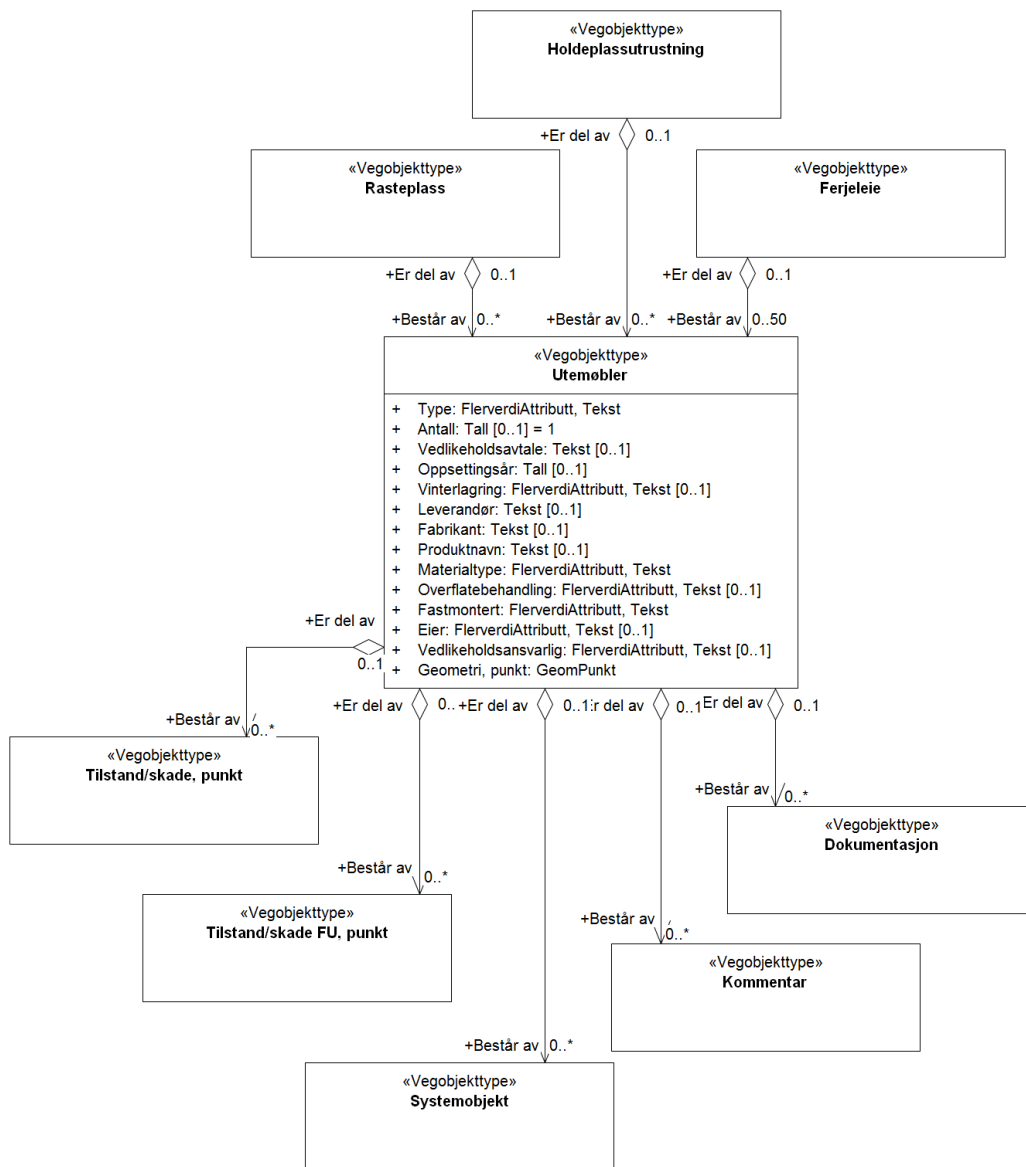 «Vegobjekttype»
Holdeplassutrustning
+Er del av 0..1
«Vegobjekttype»
Rasteplass
«Vegobjekttype»
Ferjeleie
+Er del av 0..1
+Er del av 0..1
+Består av 0..*
+Består av 0..*
+Består av 0..50
«Vegobjekttype»
Utemøbler
+ Type: FlerverdiAttributt, Tekst
+ Antall: Tall [0..1] = 1
+ Vedlikeholdsavtale: Tekst [0..1]
+ Oppsettingsår: Tall [0..1]
+ Vinterlagring: FlerverdiAttributt, Tekst [0..1]
+ Leverandør: Tekst [0..1]
+ Fabrikant: Tekst [0..1]
+ Produktnavn: Tekst [0..1]
+ Materialtype: FlerverdiAttributt, Tekst
+ Overflatebehandling: FlerverdiAttributt, Tekst [0..1]
+ Fastmontert: FlerverdiAttributt, Tekst
+ Eier: FlerverdiAttributt, Tekst [0..1]
+ Vedlikeholdsansvarlig: FlerverdiAttributt, Tekst [0..1]
+ Geometri, punkt: GeomPunkt
+Er del av
0..1
+Er del av 0..
+Er del av 0..1
:r del av 0..1
Er del av 0..1
+Består av 0..*
«Vegobjekttype»
Tilstand/skade, punkt
+Består av 0..*
«Vegobjekttype»
Dokumentasjon
+Består av 0..*
«Vegobjekttype»
Tilstand/skade FU, punkt
+Består av 0..*
«Vegobjekttype»
Kommentar
+Består av 0..*
«Vegobjekttype»
Systemobjekt